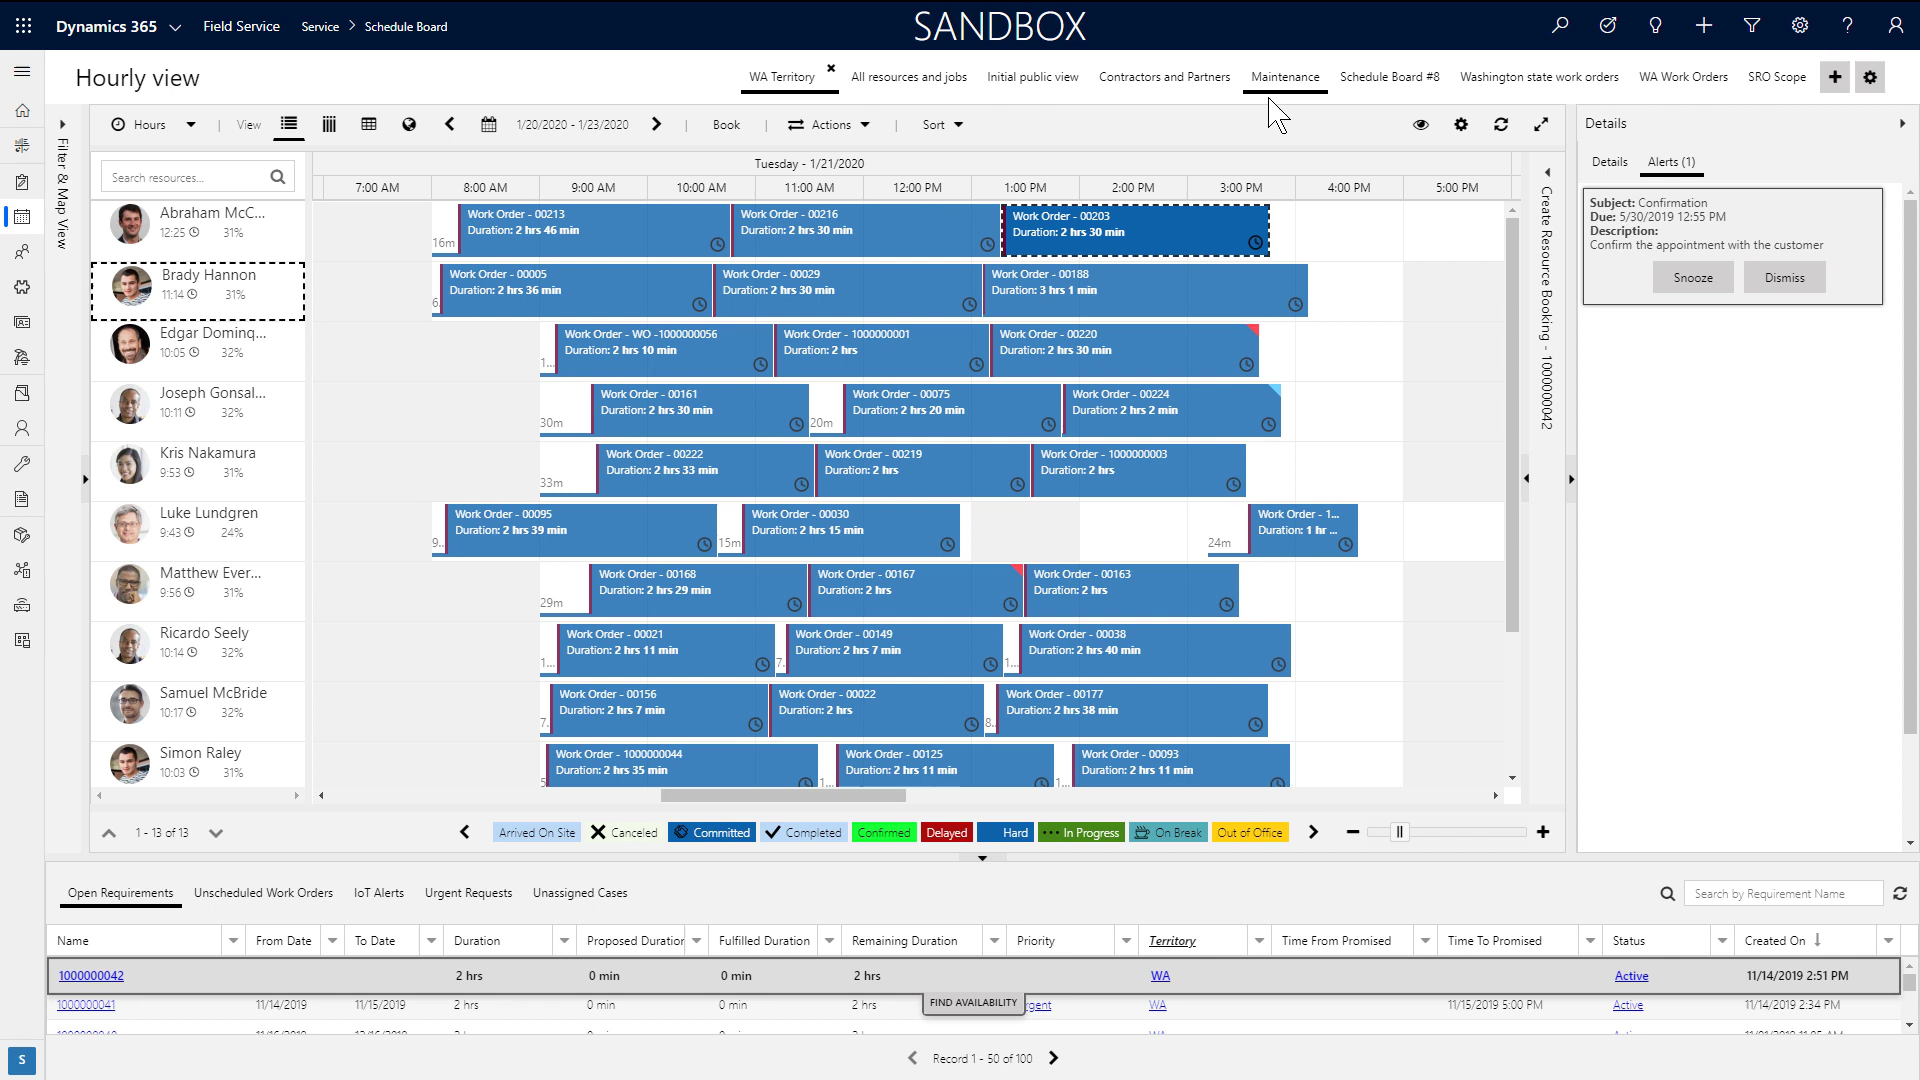 Dynamics 365 Field Service Service > Schedule Board
SANDBOX
Hourly view
WA Territory All resources and jobs Initial public view Contractors and Partners Maintenance Schedule Board #8 Washington state work orders WA Work Orders SRO Scope
Filter & Map View
Hours View 1/20/2020 - 1/23/2020 Book Actions Sort
Search resources...
Tuesday - 1/21/2020
7:00 AM 8:00 AM 9:00 AM 10:00 AM 11:00 AM 12:00 PM 1:00 PM 2:00 PM 3:00 PM 4:00 PM 5:00 PM
Abraham McC...
12:25 31%
16m
Work Order - 00213
Duration: 2 hrs 46 min
Work Order - 00216
Duration: 2 hrs 30 min
Work Order - 00203
Duration: 2 hrs 30 min
Brady Hannon
11:14 31%
6.
Work Order - 00005
Duration: 2 hrs 36 min
Work Order - 00029
Duration: 2 hrs 30 min
Work Order - 00188
Duration: 3 hrs 1 min
Edgar Doming...
10:05 32%
1...
Work Order - WO -1000000056
Duration: 2 hrs 10 min
Work Order - 1000000001
Duration: 2 hrs
Work Order - 00220
Duration: 2 hrs 30 min
Joseph Gonsal...
10:11 32%
30m
Work Order - 00161
Duration: 2 hrs 30 min
20m
Work Order - 00075
Duration: 2 hrs 20 min
Work Order - 00224
Duration: 2 hrs 2 min
Kris Nakamura
9:53 31%
33m
Work Order - 00222
Duration: 2 hrs 33 min
Work Order - 00219
Duration: 2 hrs
Work Order - 1000000003
Duration: 2 hrs
Luke Lundgren
9:43 24%
9..
Work Order - 00095
Duration: 2 hrs 39 min
15m
Work Order - 00030
Duration: 2 hrs 15 min
24m
Work Order - 1...
Duration: 1 hr ...
Matthew Ever...
9:56 31%
29m
Work Order - 00168
Duration: 2 hrs 29 min
Work Order - 00167
Duration: 2 hrs
Work Order - 00163
Duration: 2 hrs
Ricardo Seely
10:14 32%
1...
Work Order - 00021
Duration: 2 hrs 11 min
7.
Work Order - 00149
Duration: 2 hrs 7 min
1...
Work Order - 00038
Duration: 2 hrs 40 min
Samuel McBride
10:17 32%
7.
Work Order - 00156
Duration: 2 hrs 7 min
Work Order - 00022
Duration: 2 hrs
8..
Work Order - 00177
Duration: 2 hrs 38 min
Simon Raley
10:03 31%
5
Work Order - 1000000044
Duration: 2 hrs 35 min
1...
Work Order - 00125
Duration: 2 hrs 11 min
1...
Work Order - 00093
Duration: 2 hrs 11 min
Create Resource Booking - 1000000042
1 - 13 of 13
Arrived On Site Canceled Committed Completed Confirmed Delayed Hard In Progress On Break Out of Office
Details
Details Alerts (1)
Subject: Confirmation
Due: 5/30/2019 12:55 PM
Description:
Confirm the appointment with the customer
Snooze Dismiss
Open Requirements Unscheduled Work Orders IoT Alerts Urgent Requests Unassigned Cases
Search by Requirement Name
Name From Date To Date Duration Proposed Duration Fulfilled Duration Remaining Duration Priority Territory Time From Promised Time To Promised Status Created On
1000000042 2 hrs 0 min 0 min 2 hrs WA Active 11/14/2019 2:51 PM
1000000041 11/14/2019 11/15/2019 2 hrs 0 min 0 min 2 hrs rgent WA 11/15/2019 5:00 PM Active 11/14/2019 2:34 PM
FIND AVAILABILITY
Record 1 - 50 of 100
S